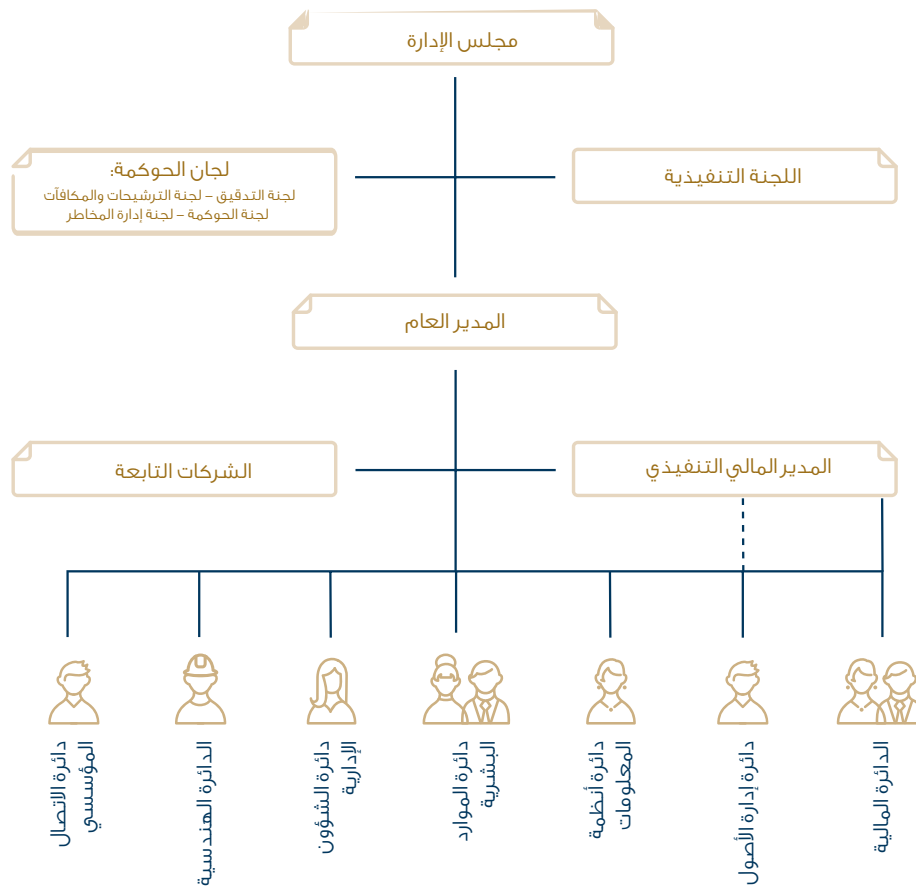 مجلس الإدارة
اللجنة التنفيذية
لجان الحوكمة:
لجنة التدقيق – لجنة الترشيحات والمكافآت
لجنة الحوكمة – لجنة إدارة المخاطر
المدير العام
المدير المالي التنفيذي
الشركات التابعة
الدائرة المالية
دائرة إدارة الأصول
دائرة أنظمة
المعلومات
دائرة الموارد
البشرية
دائرة الشؤون
الإدارية
الدائرة الهندسية
دائرة الاتصال
المؤسسي